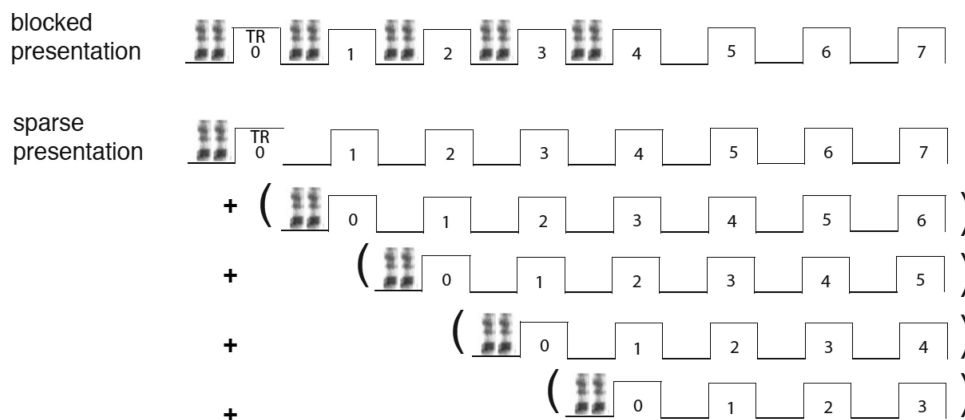 blocked
presentation
TR
0 1 2 3 4 5 6 7
sparse
presentation
TR
0 1 2 3 4 5 6 7
+ ( 0 1 2 3 4 5 6 )
+ ( 0 1 2 3 4 5 )
+ ( 0 1 2 3 4 )
+ ( 0 1 2 3 )